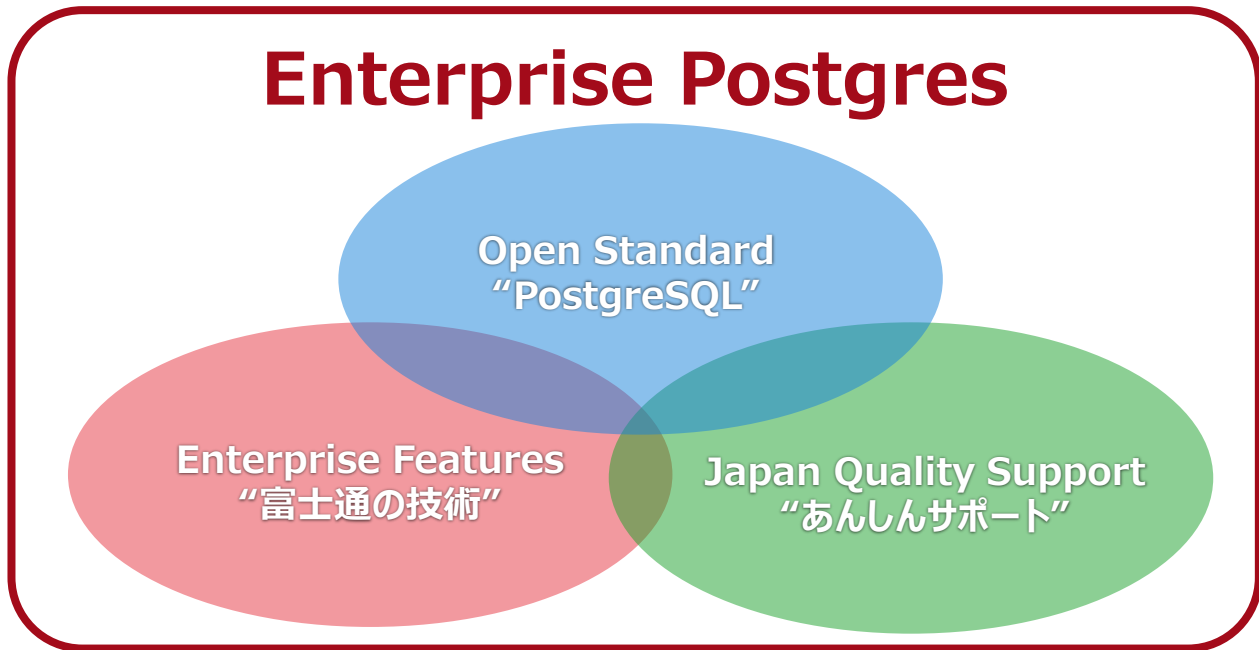 Enterprise Postgres
Open Standard
“PostgreSQL”
Enterprise Features
“富士通の技術”
Japan Quality Support
“あんしんサポート”